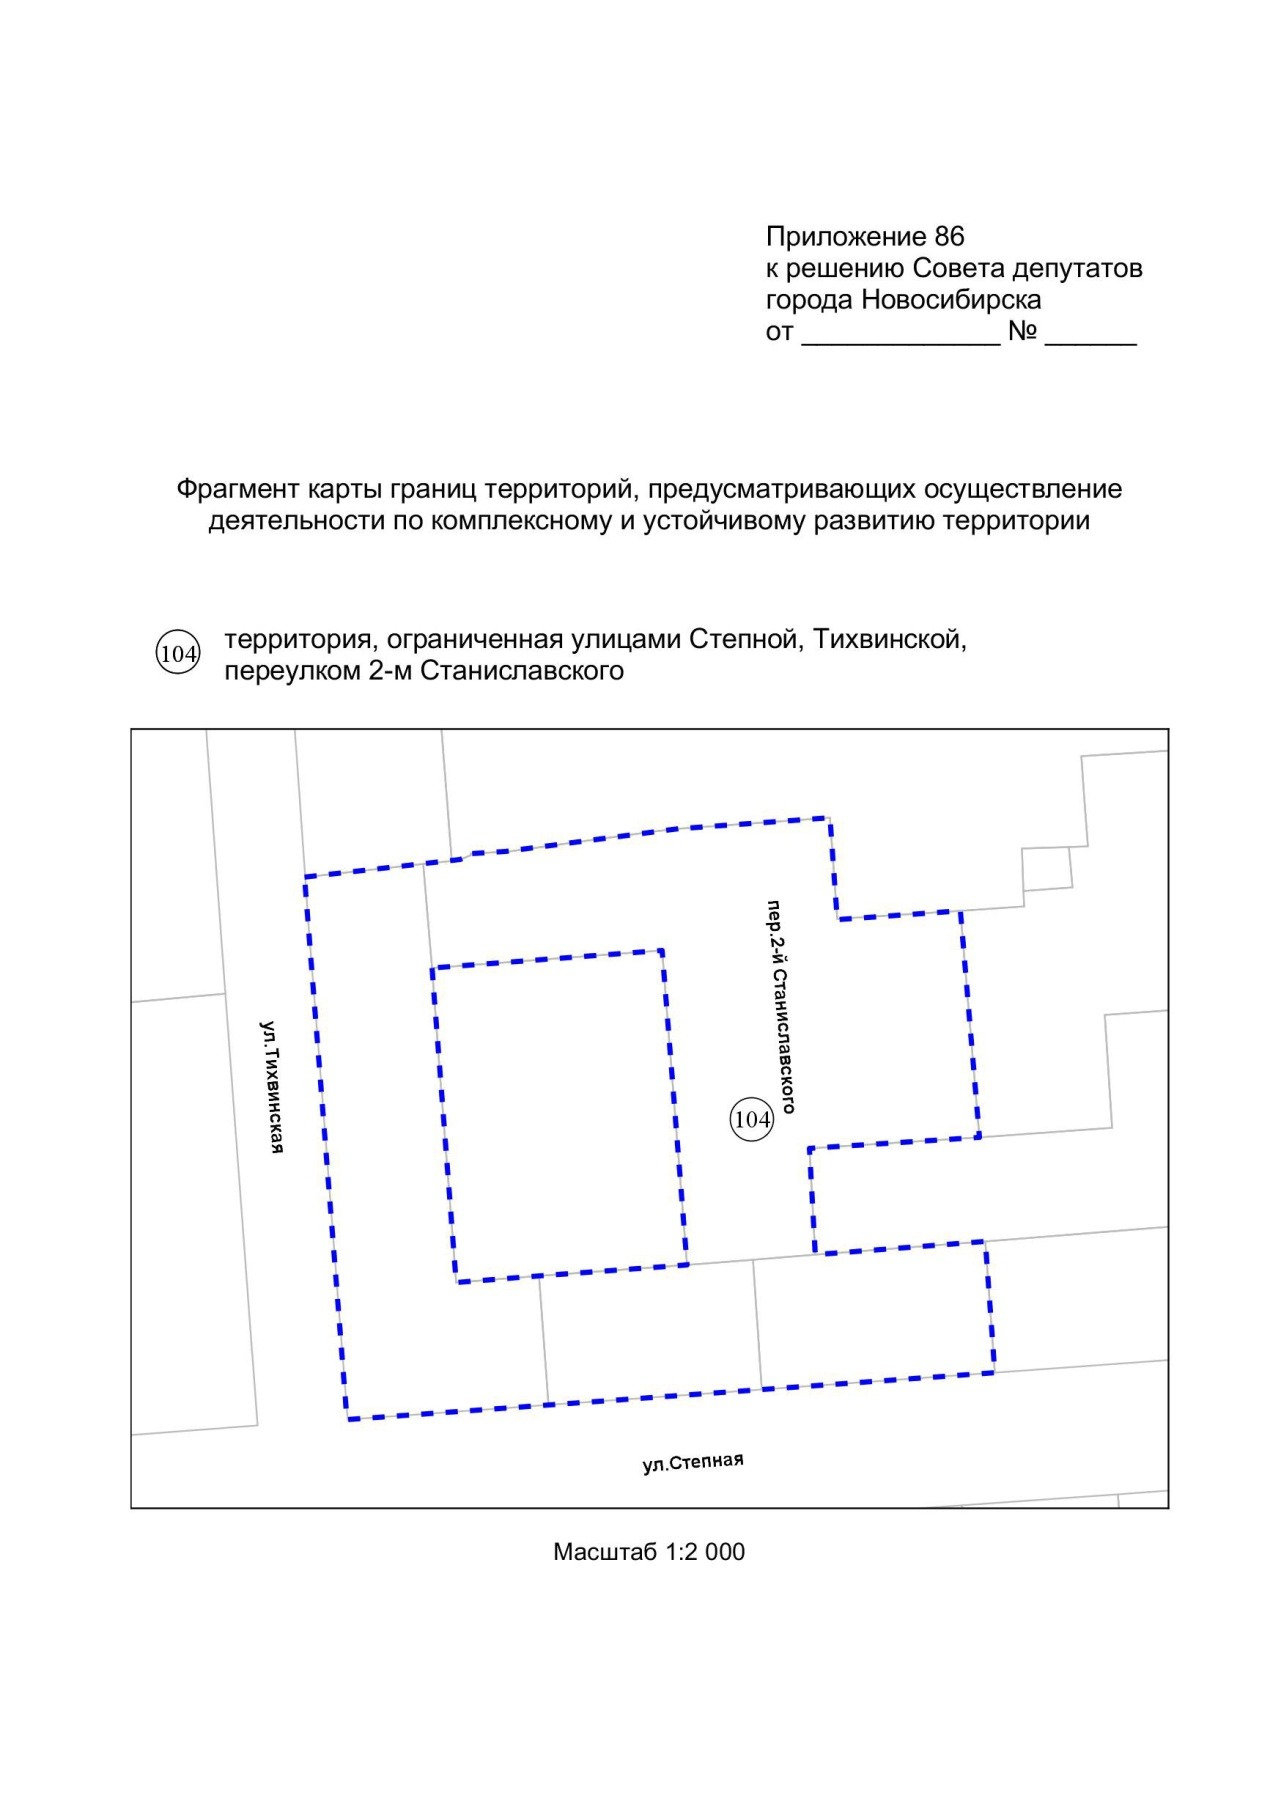 Приложение 86
к решению Совета депутатов
города Новосибирска
от _____________ № ______
Фрагмент карты границ территорий, предусматривающих осуществление
деятельности по комплексному и устойчивому развитию территории
104
территория, ограниченная улицами Степной, Тихвинской,
переулком 2-м Станиславского
пер.2-й Станиславского
ул.Тихвинская
104
ул.Степная
Масштаб 1:2 000